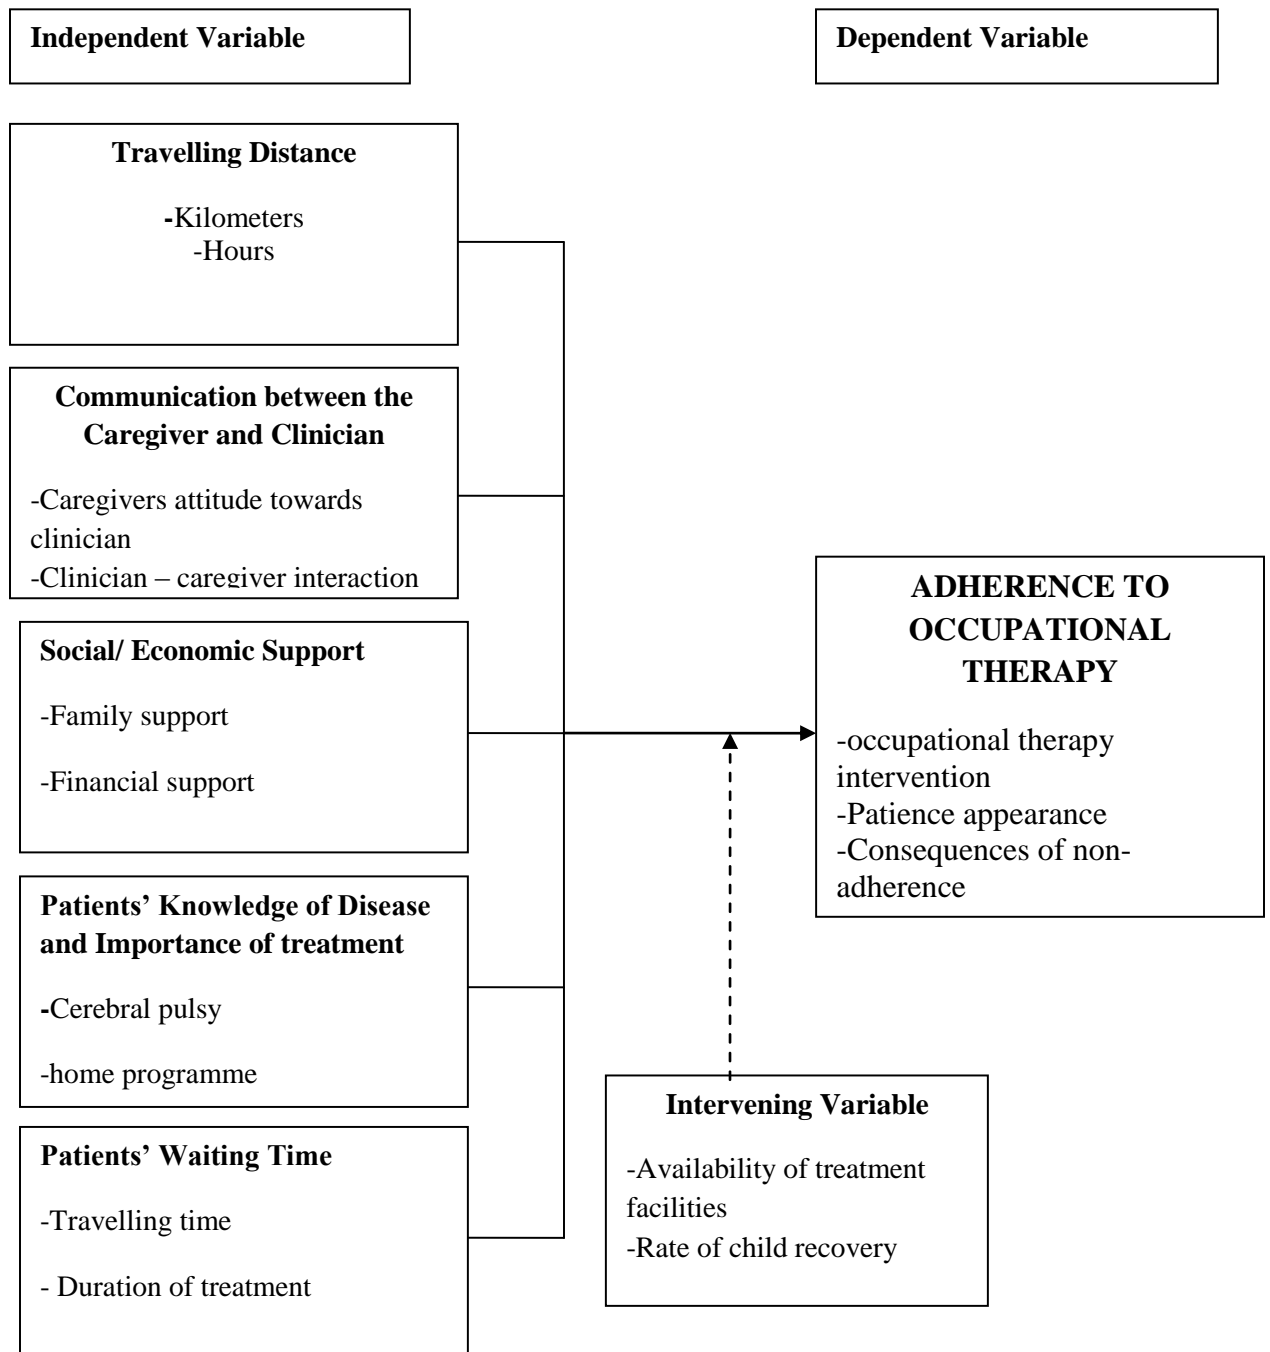 Independent Variable
Dependent Variable
Travelling Distance
-Kilometers
-Hours
Communication between the
Caregiver and Clinician
-Caregivers attitude towards
clinician
-Clinician – caregiver interaction
Social/ Economic Support
-Family support
-Financial support
Patients’ Knowledge of Disease
and Importance of treatment
-Cerebral pulsy
-home programme
Patients’ Waiting Time
-Travelling time
- Duration of treatment
ADHERENCE TO
OCCUPATIONAL
THERAPY
-occupational therapy
intervention
-Patience appearance
-Consequences of non-
adherence
Intervening Variable
-Availability of treatment
facilities
-Rate of child recovery